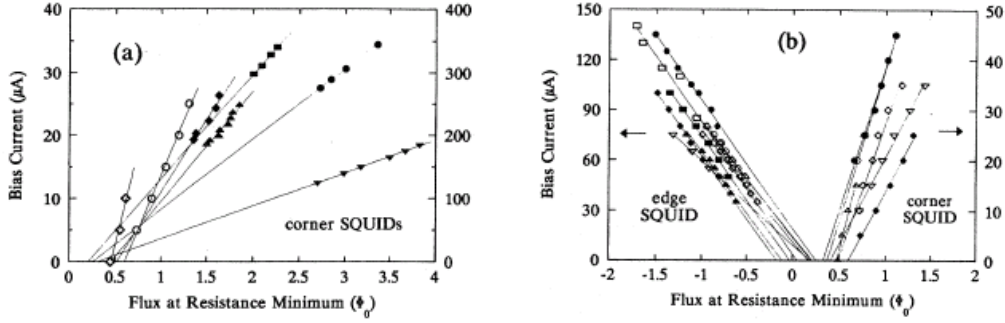 (a)
Bias Current (μA)
40
30
20
10
0
400
300
200
100
0
corner SQUIDs
0 0.5 1 1.5 2 2.5 3 3.5 4
Flux at Resistance Minimum (Φ₀)
(b)
Bias Current (μA)
150
120
90
60
30
0
50
40
30
20
10
0
edge
SQUID
corner
SQUID
-2 -1.5 -1 -0.5 0 0.5 1 1.5 2
Flux at Resistance Minimum (Φ₀)